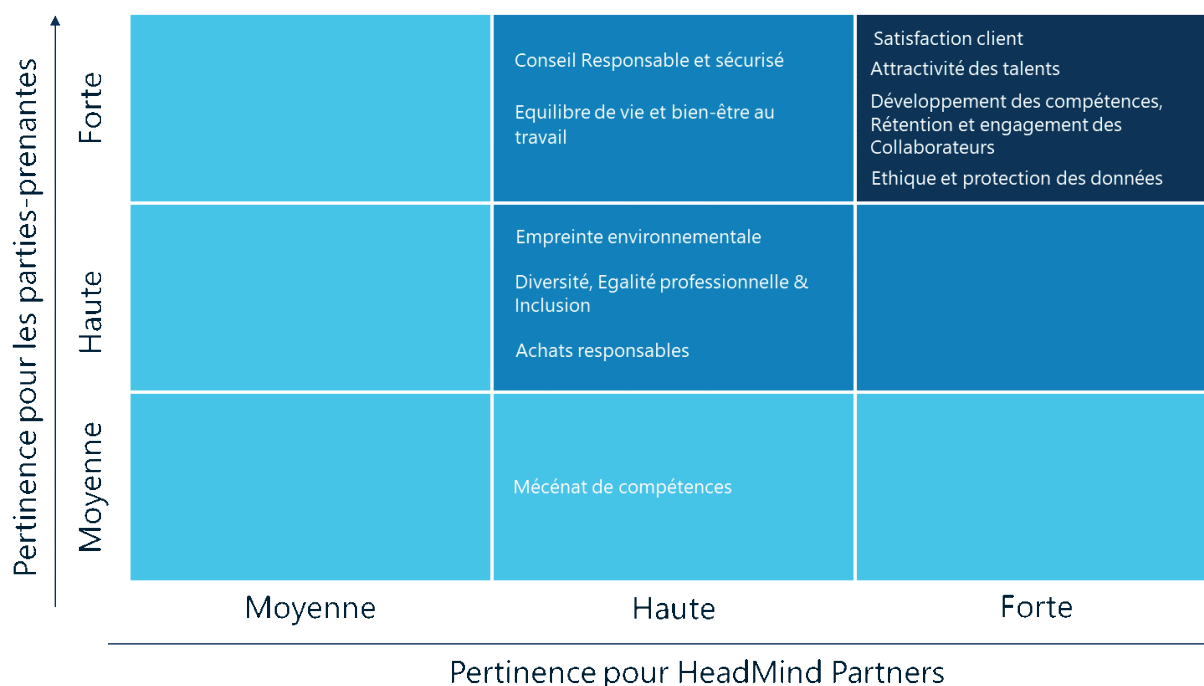 Pertinence pour les parties-prenantes
Forte
Haute
Moyenne
Conseil Responsable et sécurisé
Equilibre de vie et bien-être au
travail
Satisfaction client
Attractivité des talents
Développement des compétences,
Rétention et engagement des
Collaborateurs
Ethique et protection des données
Empreinte environnementale
Diversité, Egalité professionnelle &
Inclusion
Achats responsables
Mécénat de compétences
Moyenne
Haute
Forte
Pertinence pour HeadMind Partners